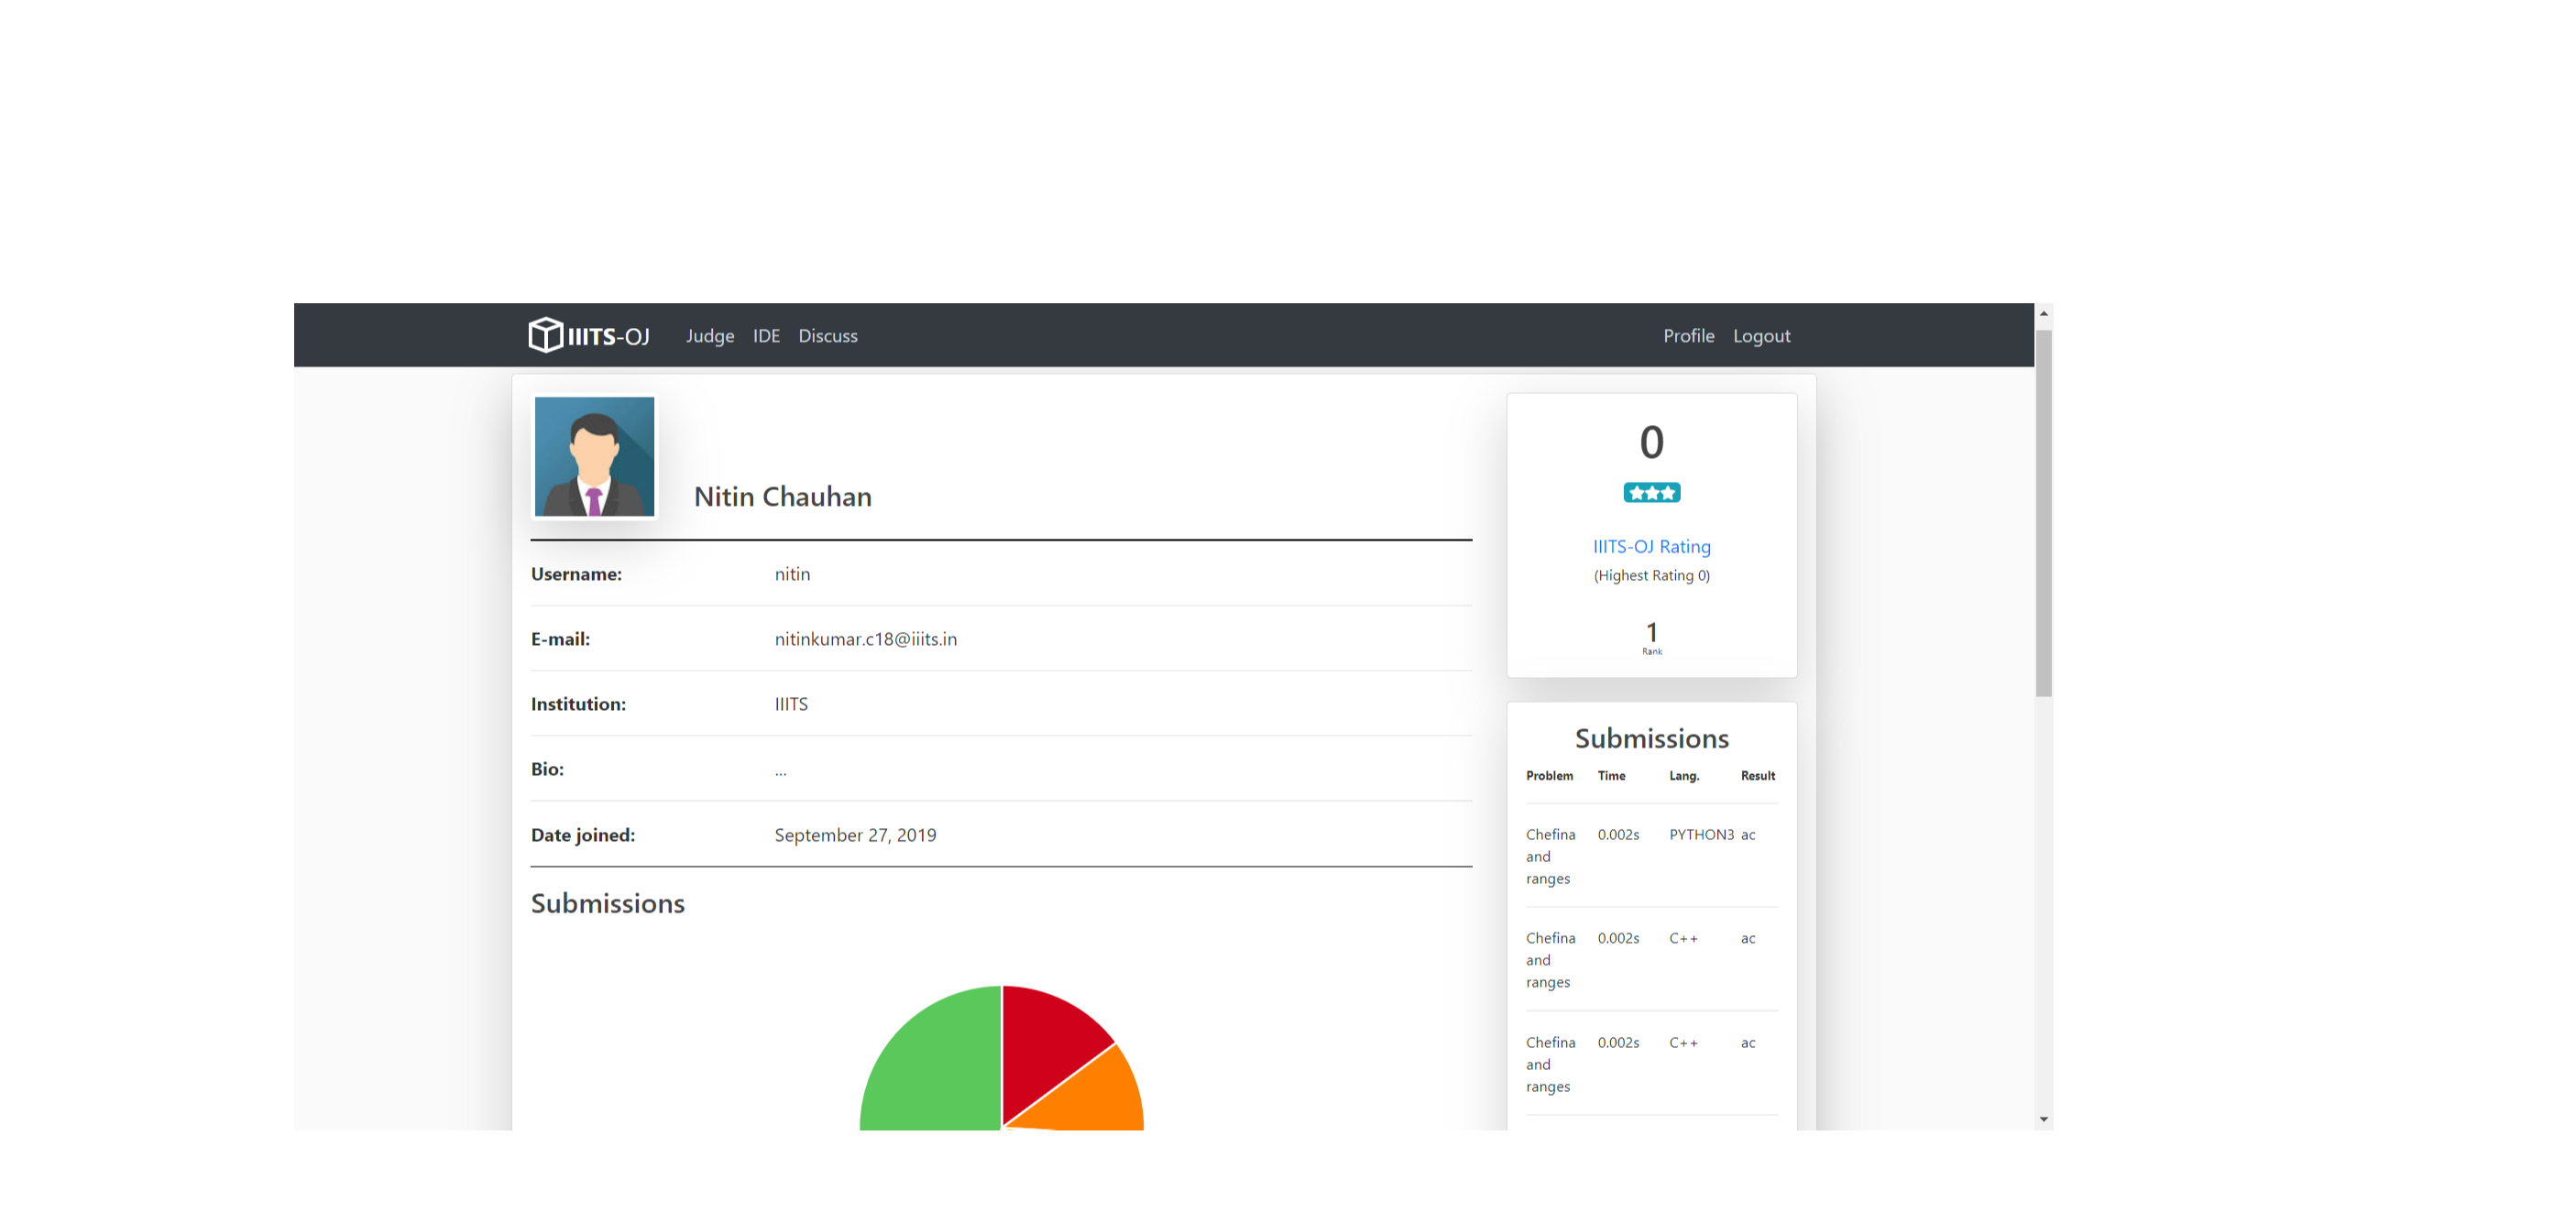 IIITS-OJ Judge IDE Discuss Profile Logout
Nitin Chauhan
Username: nitin
E-mail: nitinkumar.c18@iiits.in
Institution: IIITS
Bio: ...
Date joined: September 27, 2019
Submissions
0
IIITS-OJ Rating
(Highest Rating 0)
1
Rank
Submissions
Problem Time Lang. Result
Chefina and ranges 0.002s PYTHON3 ac
Chefina and ranges 0.002s C++ ac
Chefina and ranges 0.002s C++ ac